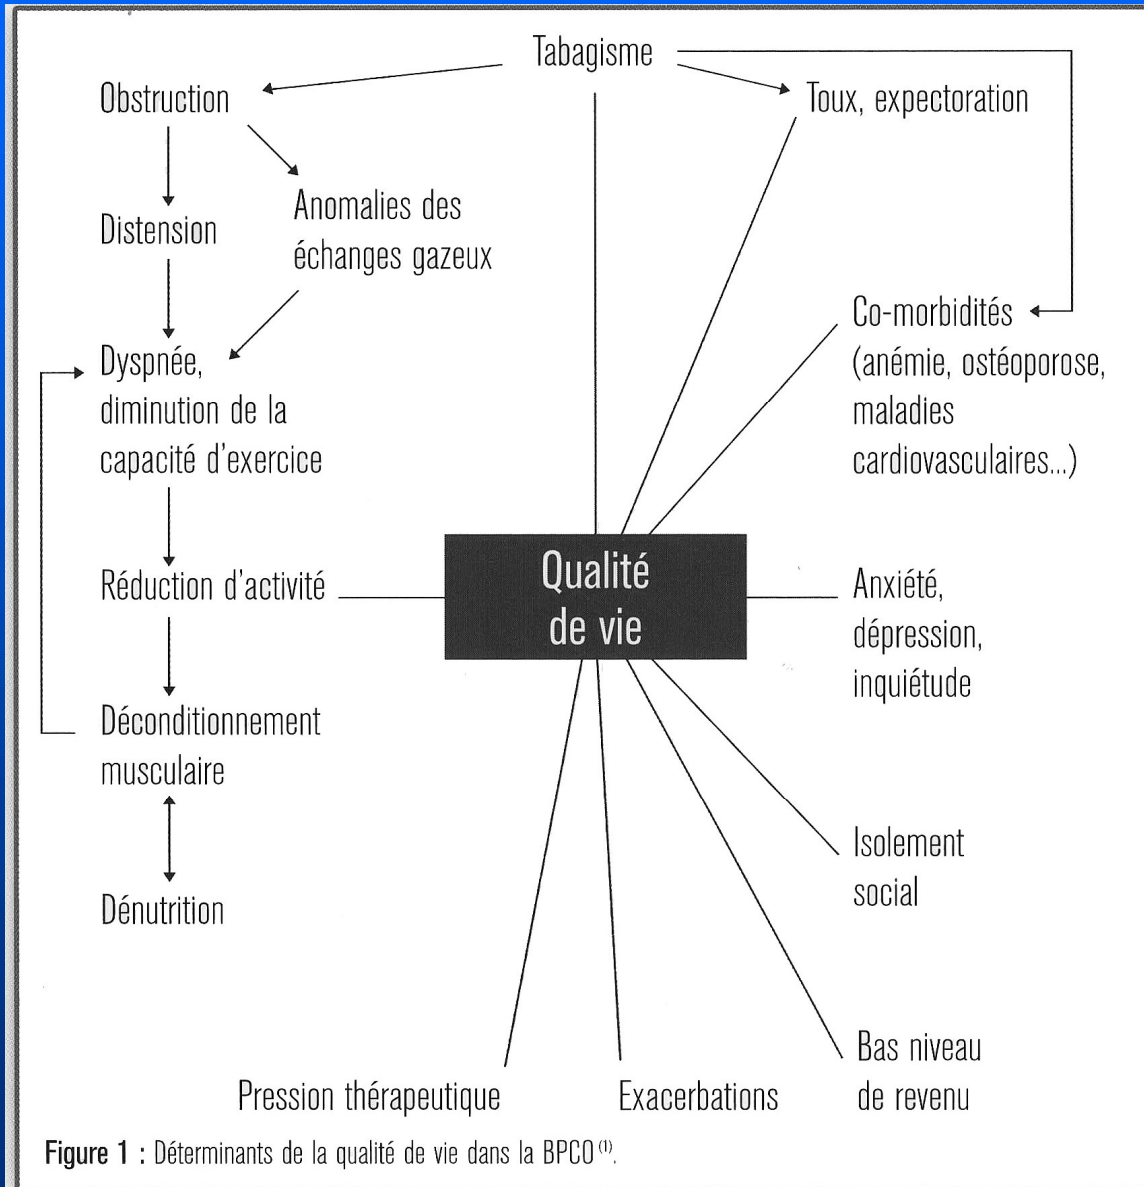 Tabagisme
Obstruction
Toux, expectoration
Anomalies des
échanges gazeux
Distension
Co-morbidités
(anémie, ostéoporose,
maladies
cardiovasculaires...)
Dyspnée,
diminution de la
capacité d'exercice
Qualité
de vie
Réduction d'activité
Anxiété,
dépression,
inquiétude
Déconditionnement
musculaire
Isolement
social
Dénutrition
Bas niveau
de revenu
Pression thérapeutique
Exacerbations
Figure 1 : Déterminants de la qualité de vie dans la BPCO (1).